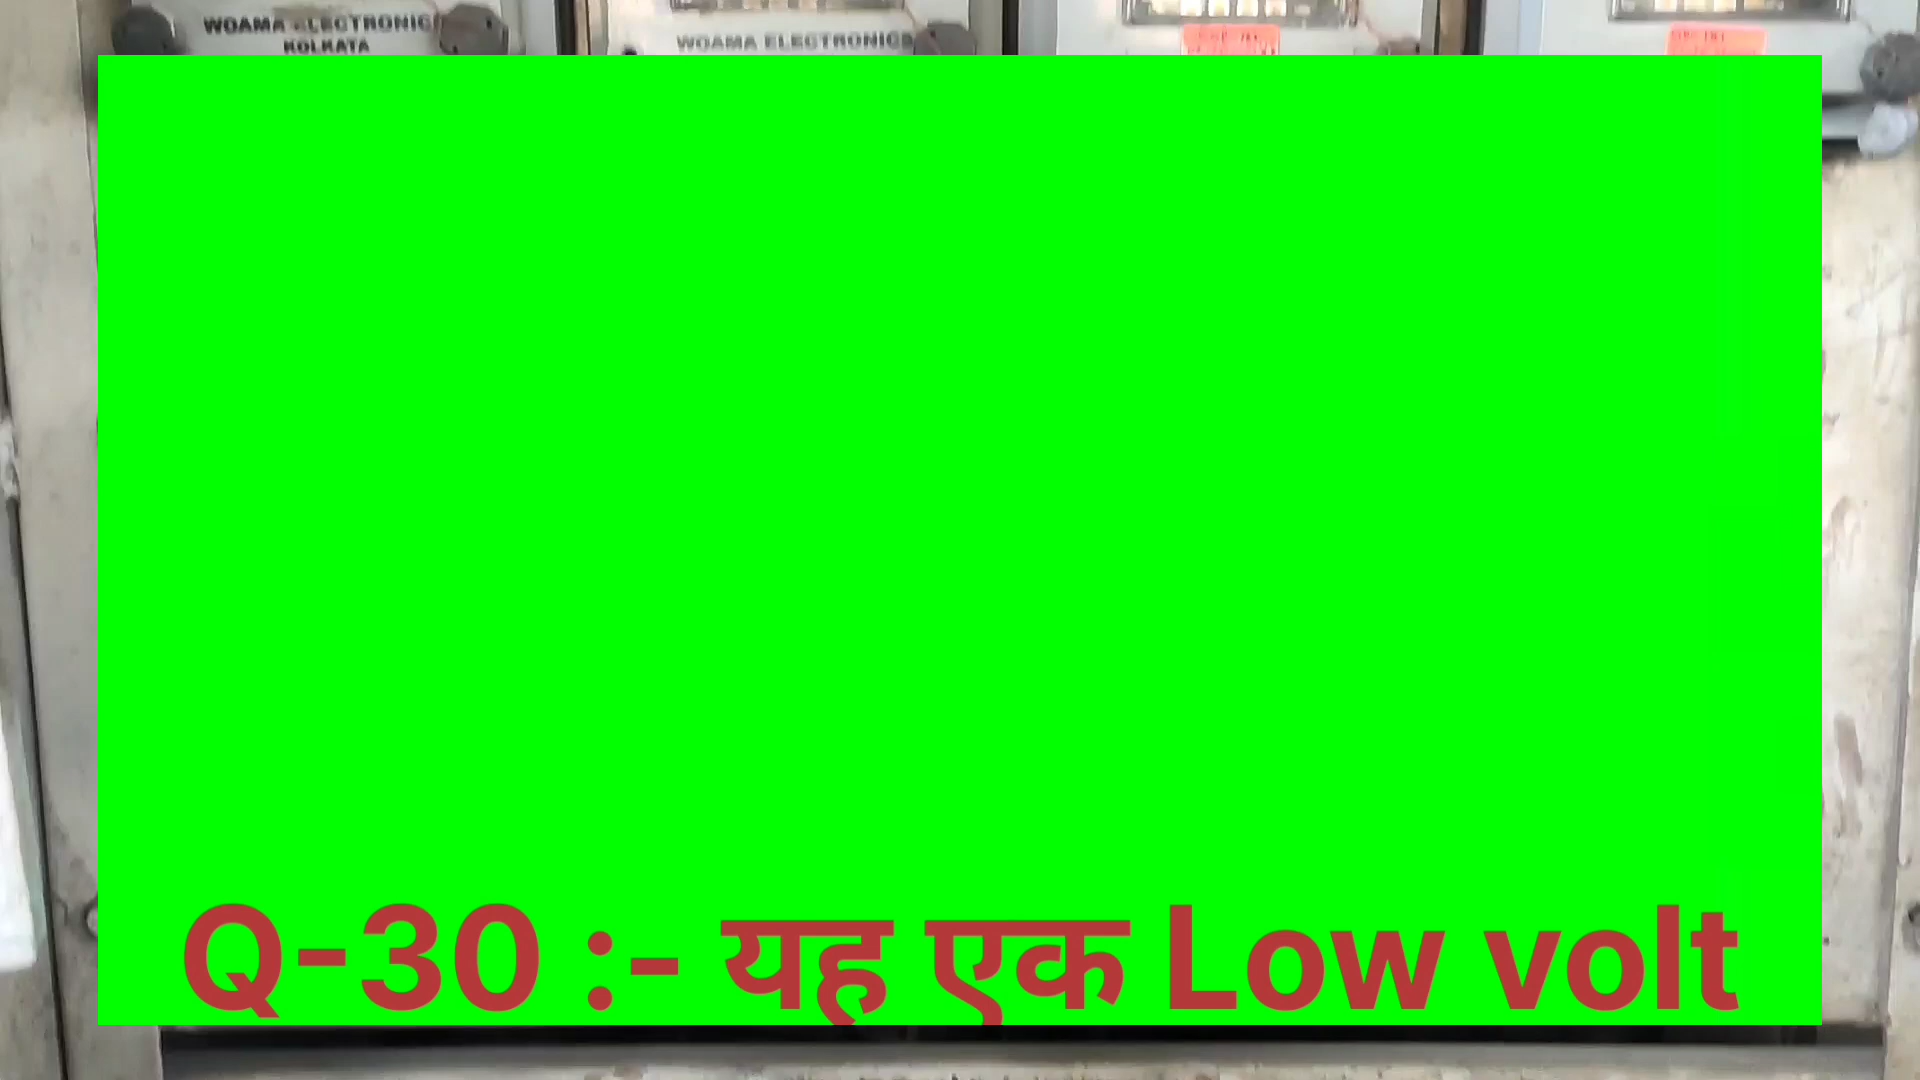 WOAMA ELECTRONIC
KOLKATA
WOAMA ELECTRONICS
Q-30 :- यह एक Low volt